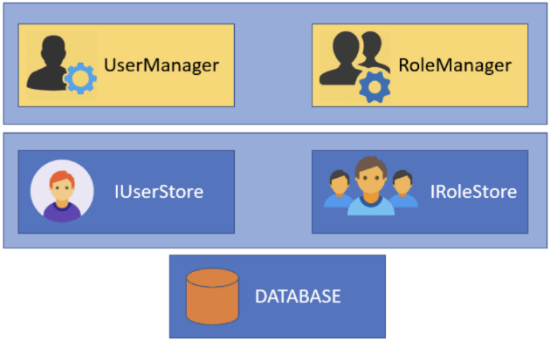 UserManager
RoleManager
IUserStore
IRoleStore
DATABASE